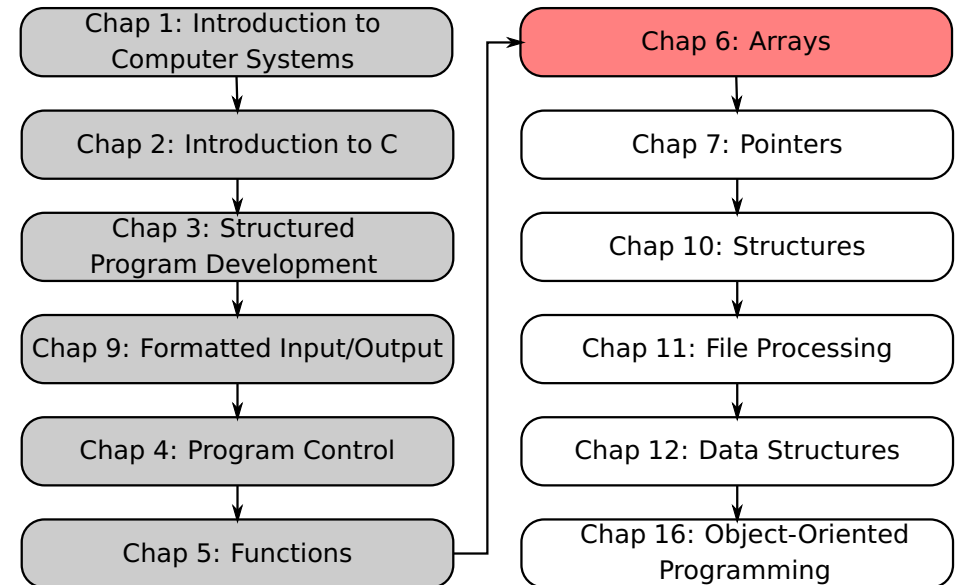 Chap 1: Introduction to
Computer Systems
Chap 2: Introduction to C
Chap 3: Structured
Program Development
Chap 9: Formatted Input/Output
Chap 4: Program Control
Chap 5: Functions
Chap 6: Arrays
Chap 7: Pointers
Chap 10: Structures
Chap 11: File Processing
Chap 12: Data Structures
Chap 16: Object-Oriented
Programming